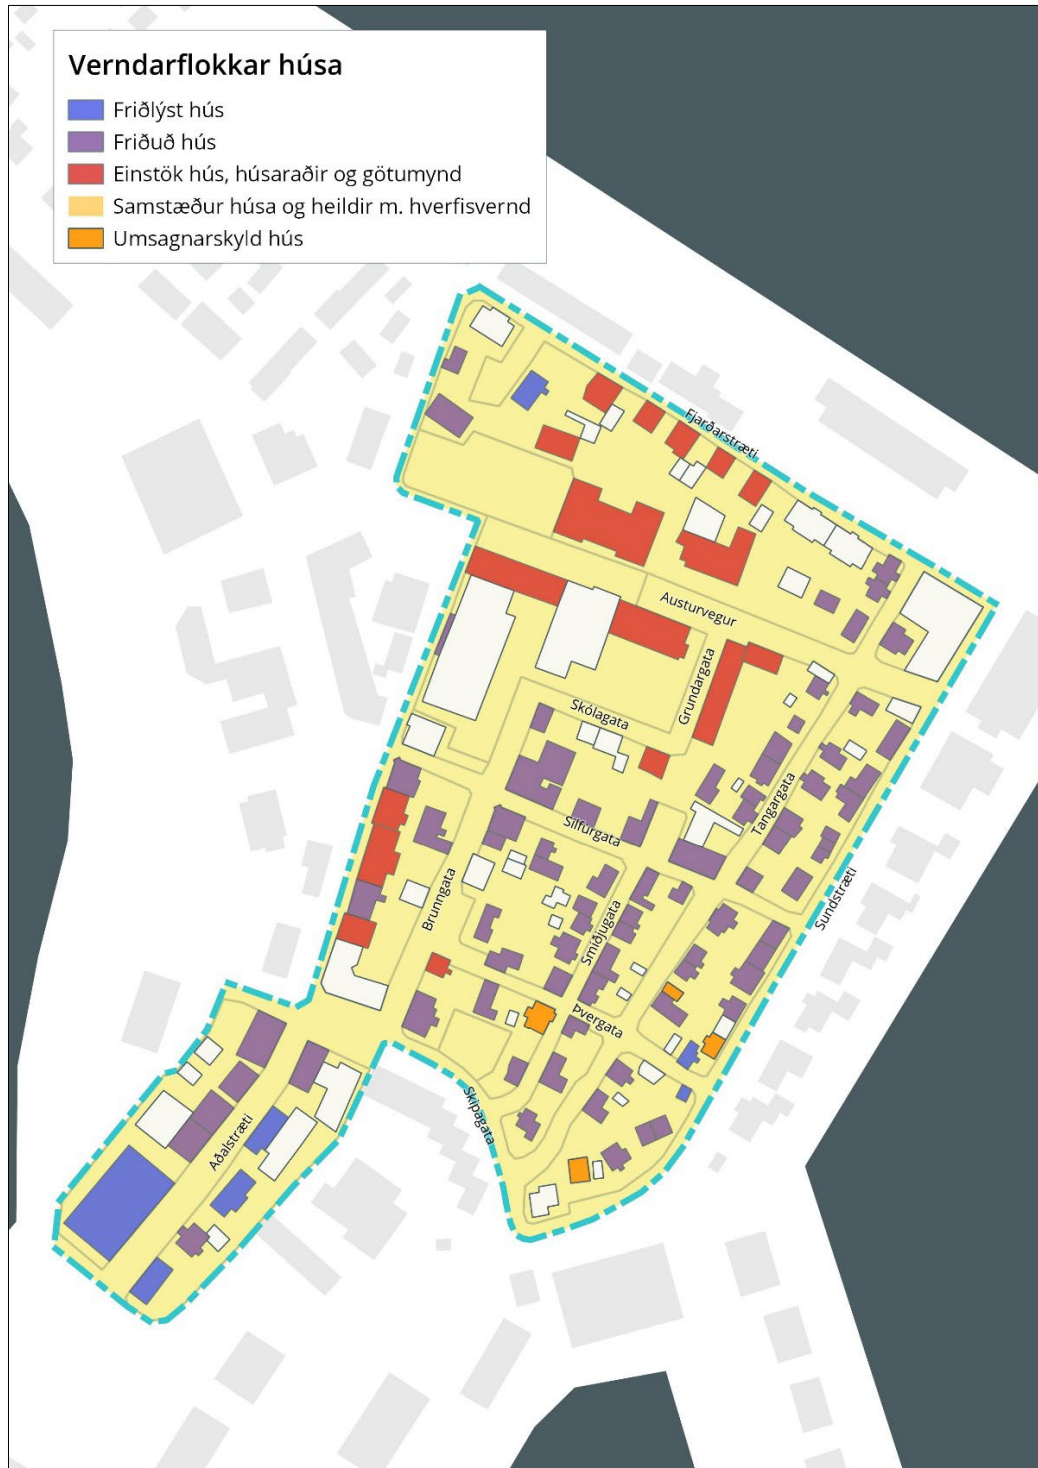 Verndarflokkar húsa
Friðlýst hús
Friðuð hús
Einstök hús, húsaraðir og götumynd
Samstæður húsa og heildir m. hverfisvernd
Umsagnarskyld hús
Fjarðarstræti
Austurvegur
Grundargata
Skólagata
Tangargata
Silfurgata
Brunngata
Smiðjugata
Sundstræti
Þvergata
Skipagata
Aðalstræti